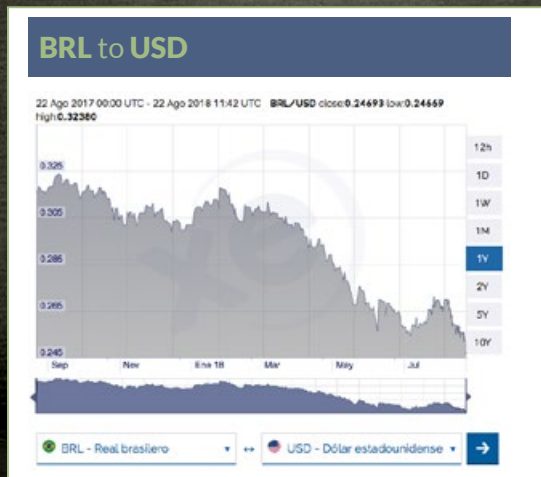 BRL to USD
22 Ago 2017 00:00 UTC - 22 Ago 2018 11:42 UTC BRL/USD close:0.24693 low:0.24669
high:0.32380
0.325
0.305
0.285
0.265
0.245
Sep Nov Ene 18 Mar May Jul
12h
1D
1W
1M
1Y
2Y
5Y
10Y
xe
BRL - Real brasilero ↔ USD - Dólar estadounidense